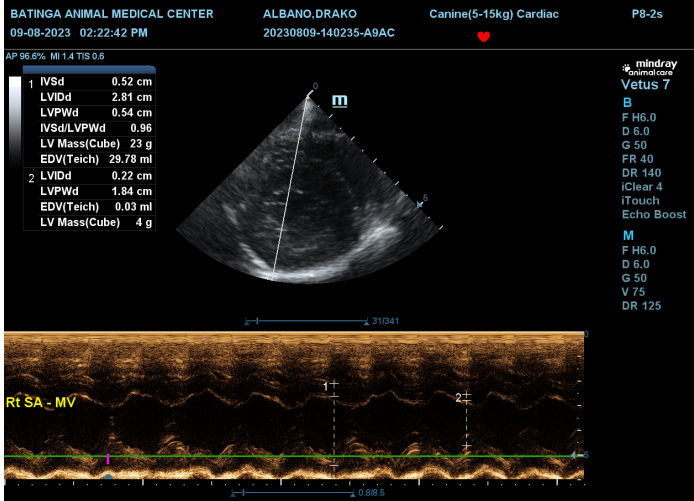 BATINGA ANIMAL MEDICAL CENTER ALBANO,DRAKO Canine(5-15kg) Cardiac P8-2s
09-08-2023 02:22:42 PM 20230809-140235-A9AC
AP 96.6% MI 1.4 TIS 0.6
1 IVSd 0.52 cm
LVIDd 2.81 cm
LVPWd 0.54 cm
IVSd/LVPWd 0.96
LV Mass(Cube) 23 g
EDV(Teich) 29.78 ml
2 LVIDd 0.22 cm
LVPWd 1.84 cm
EDV(Teich) 0.03 ml
LV Mass(Cube) 4 g
0
m
5
31/341
mindray
animal care
Vetus 7
B
F H6.0
D 6.0
G 50
FR 40
DR 140
iClear 4
iTouch
Echo Boost
M
F H6.0
D 6.0
G 50
V 75
DR 125
0
1
2
Rt SA - MV
5
0.8/8.5